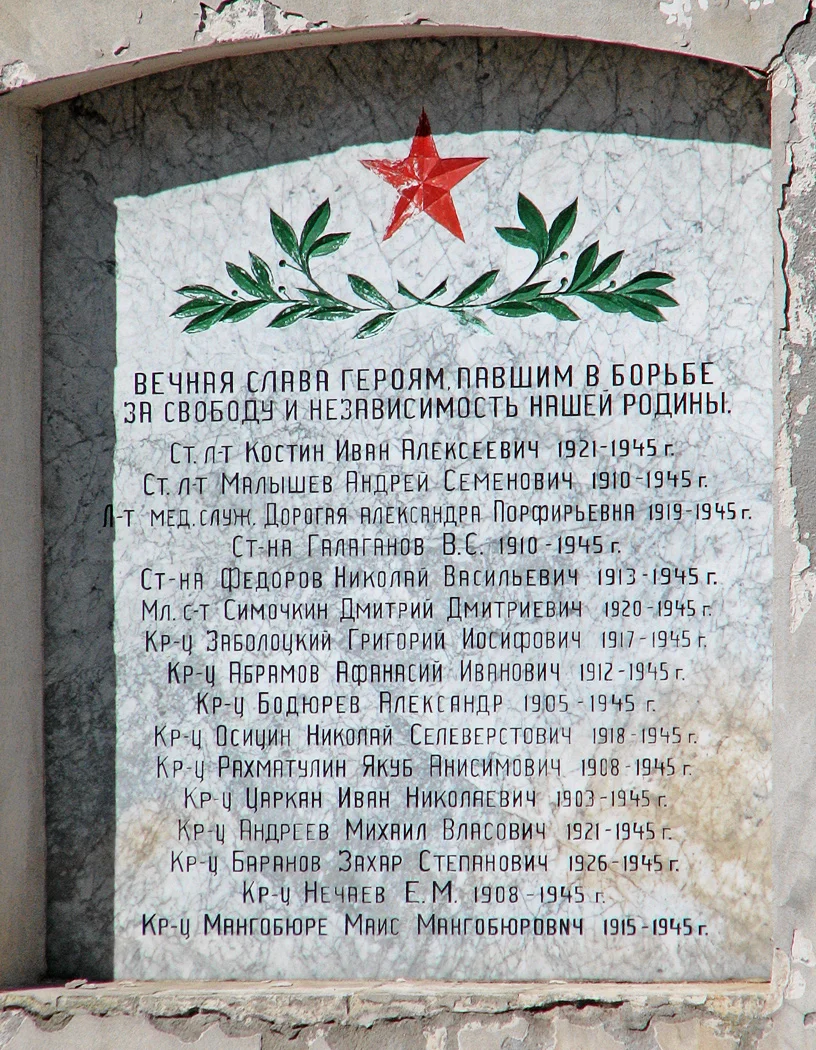 ВЕЧНАЯ СЛАВА ГЕРОЯМ, ПАВШИМ В БОРЬБЕ
ЗА СВОБОДУ И НЕЗАВИСИМОСТЬ НАШЕЙ РОДИНЫ.
СТ. Л-Т КОСТИН ИВАН АЛЕКСЕЕВИЧ 1921-1945 г.
СТ. Л-Т МАЛЫШЕВ АНДРЕЙ СЕМЕНОВИЧ 1910-1945 г.
Л-Т МЕД. СЛУЖ. ДОРОГАЯ АЛЕКСАНДРА ПОРФИРЬЕВНА 1919-1945 г.
СТ-НА ГАЛАГАНОВ В.С. 1910-1945 г.
СТ-НА ФЕДОРОВ НИКОЛАЙ ВАСИЛЬЕВИЧ 1913-1945 г.
МЛ. С-Т СИМОЧКИН ДМИТРИЙ ДМИТРИЕВИЧ 1920-1945 г.
КР-Ц ЗАБОЛОЦКИЙ ГРИГОРИЙ ИОСИФОВИЧ 1917-1945 г.
КР-Ц АБРАМОВ АФАНАСИЙ ИВАНОВИЧ 1912-1945 г.
КР-Ц БОДЮРЕВ АЛЕКСАНДР 1905-1945 г.
КР-Ц ОСИЦИН НИКОЛАЙ СЕЛЕВЕРСТОВИЧ 1918-1945 г.
КР-Ц РАХМАТУЛИН ЯКУБ АНИСИМОВИЧ 1908-1945 г.
КР-Ц ЦАРКАН ИВАН НИКОЛАЕВИЧ 1903-1945 г.
КР-Ц АНДРЕЕВ МИХАИЛ ВЛАСОВИЧ 1921-1945 г.
КР-Ц БАРАНОВ ЗАХАР СТЕПАНОВИЧ 1926-1945 г.
КР-Ц НЕЧАЕВ Е.М. 1908-1945 г.
КР-Ц МАНГОБЮРЕ МАИС МАНГОБЮРОВИЧ 1915-1945 г.